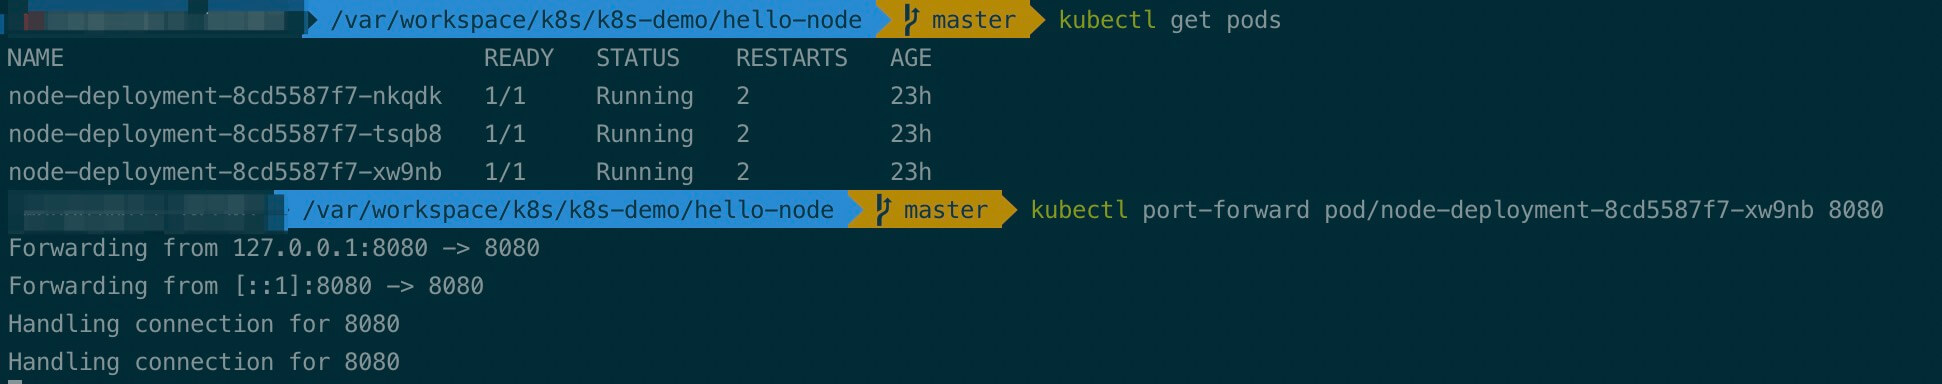 /var/workspace/k8s/k8s-demo/hello-node master kubectl get pods
NAME READY STATUS RESTARTS AGE
node-deployment-8cd5587f7-nkqdk 1/1 Running 2 23h
node-deployment-8cd5587f7-tsqb8 1/1 Running 2 23h
node-deployment-8cd5587f7-xw9nb 1/1 Running 2 23h
/var/workspace/k8s/k8s-demo/hello-node master kubectl port-forward pod/node-deployment-8cd5587f7-xw9nb 8080
Forwarding from 127.0.0.1:8080 -> 8080
Forwarding from [::1]:8080 -> 8080
Handling connection for 8080
Handling connection for 8080